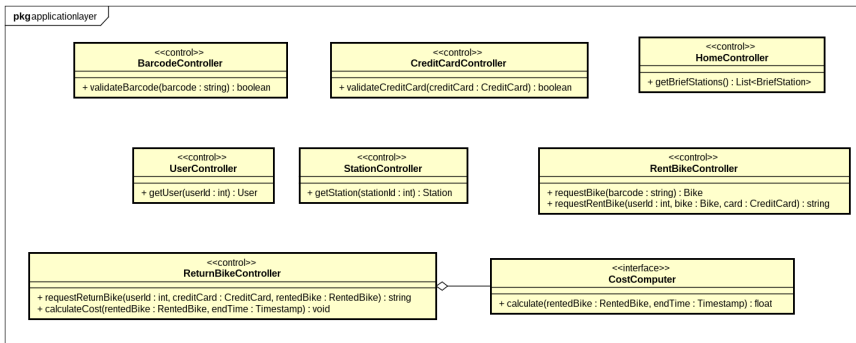 pkg applicationlayer
<<control>>
BarcodeController
+ validateBarcode(barcode : string) : boolean
<<control>>
CreditCardController
+ validateCreditCard(creditCard : CreditCard) : boolean
<<control>>
HomeController
+ getBriefStations() : List<BriefStation>
<<control>>
UserController
+ getUser(userId : int) : User
<<control>>
StationController
+ getStation(stationId : int) : Station
<<control>>
RentBikeController
+ requestBike(barcode : string) : Bike
+ requestRentBike(userId : int, bike : Bike, card : CreditCard) : string
<<control>>
ReturnBikeController
+ requestReturnBike(userId : int, creditCard : CreditCard, rentedBike : RentedBike) : string
+ calculateCost(rentedBike : RentedBike, endTime : Timestamp) : void
<<interface>>
CostComputer
+ calculate(rentedBike : RentedBike, endTime : Timestamp) : float